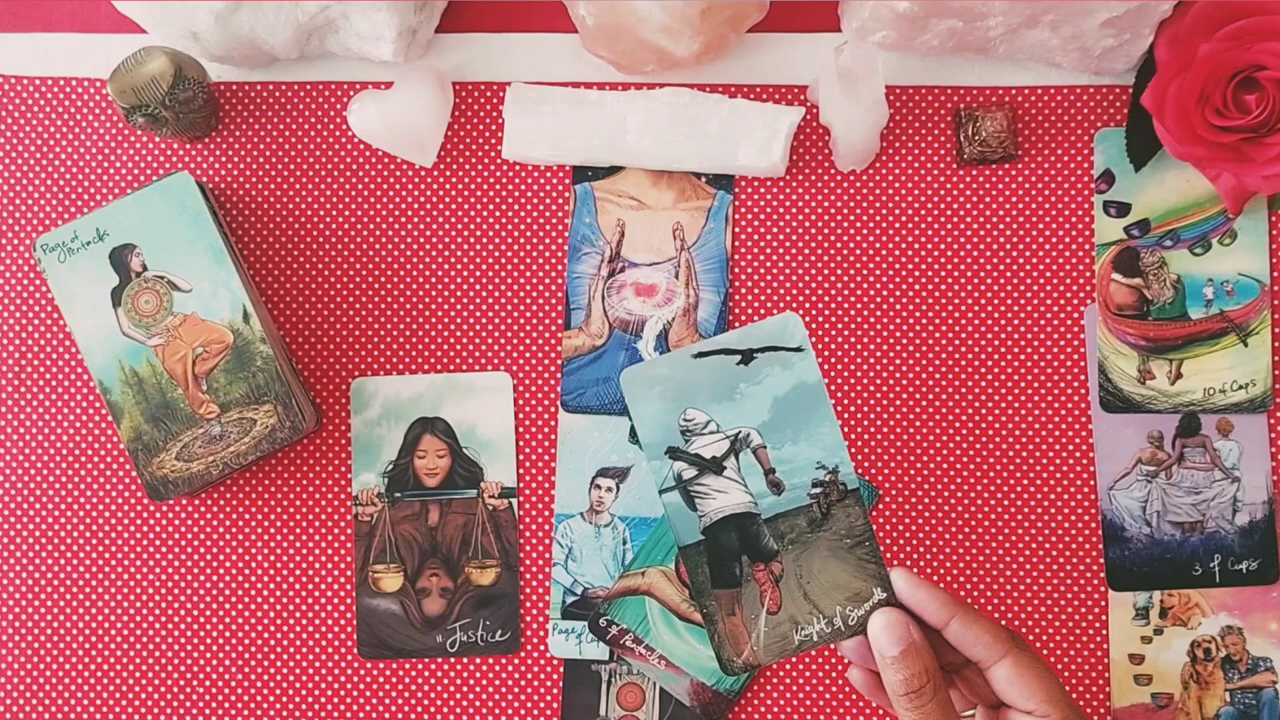 Page of
Pentacles
11 Justice
Page of Cups
6 of Pentacles
Knight of Swords
10 of Cups
3 of Cups